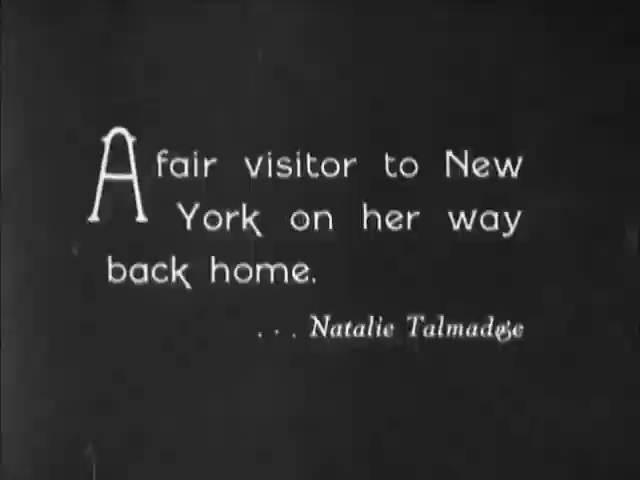 A fair visitor to New
York on her way
back home.
... Natalie Talmadge